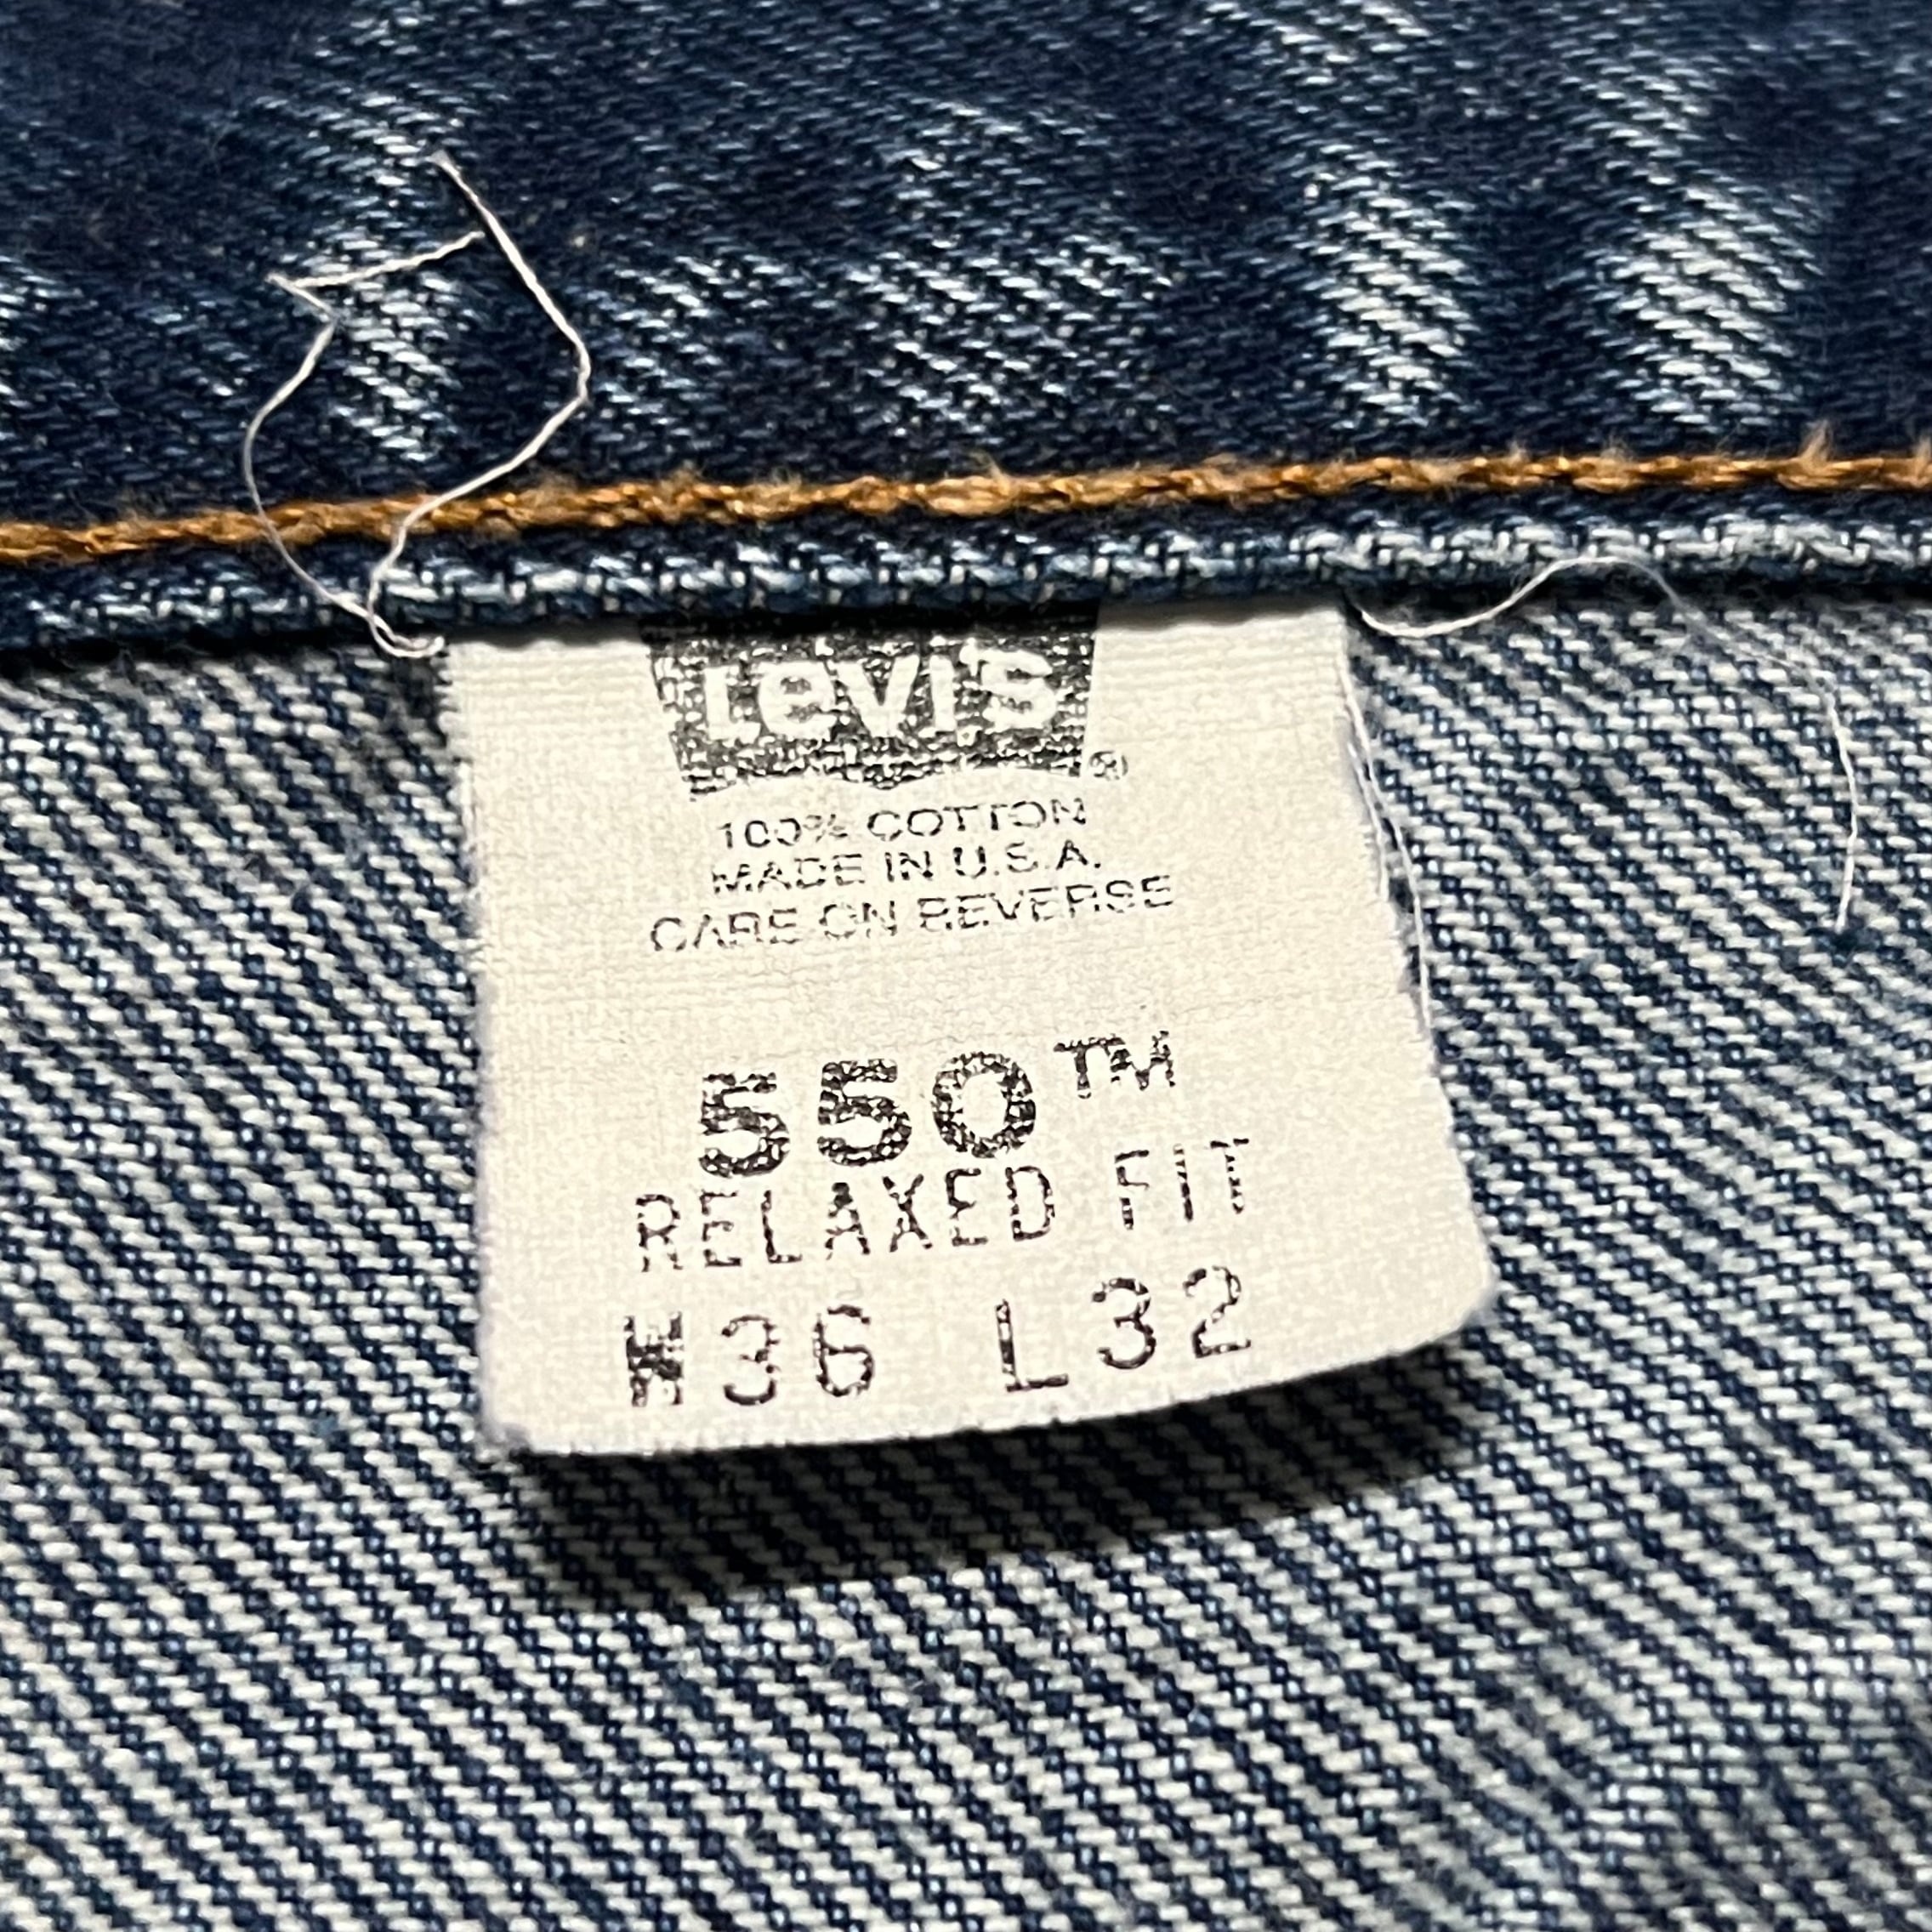 Levi's ®
100% COTTON
MADE IN U.S.A.
CARE ON REVERSE
550™
RELAXED FIT
W36 L32